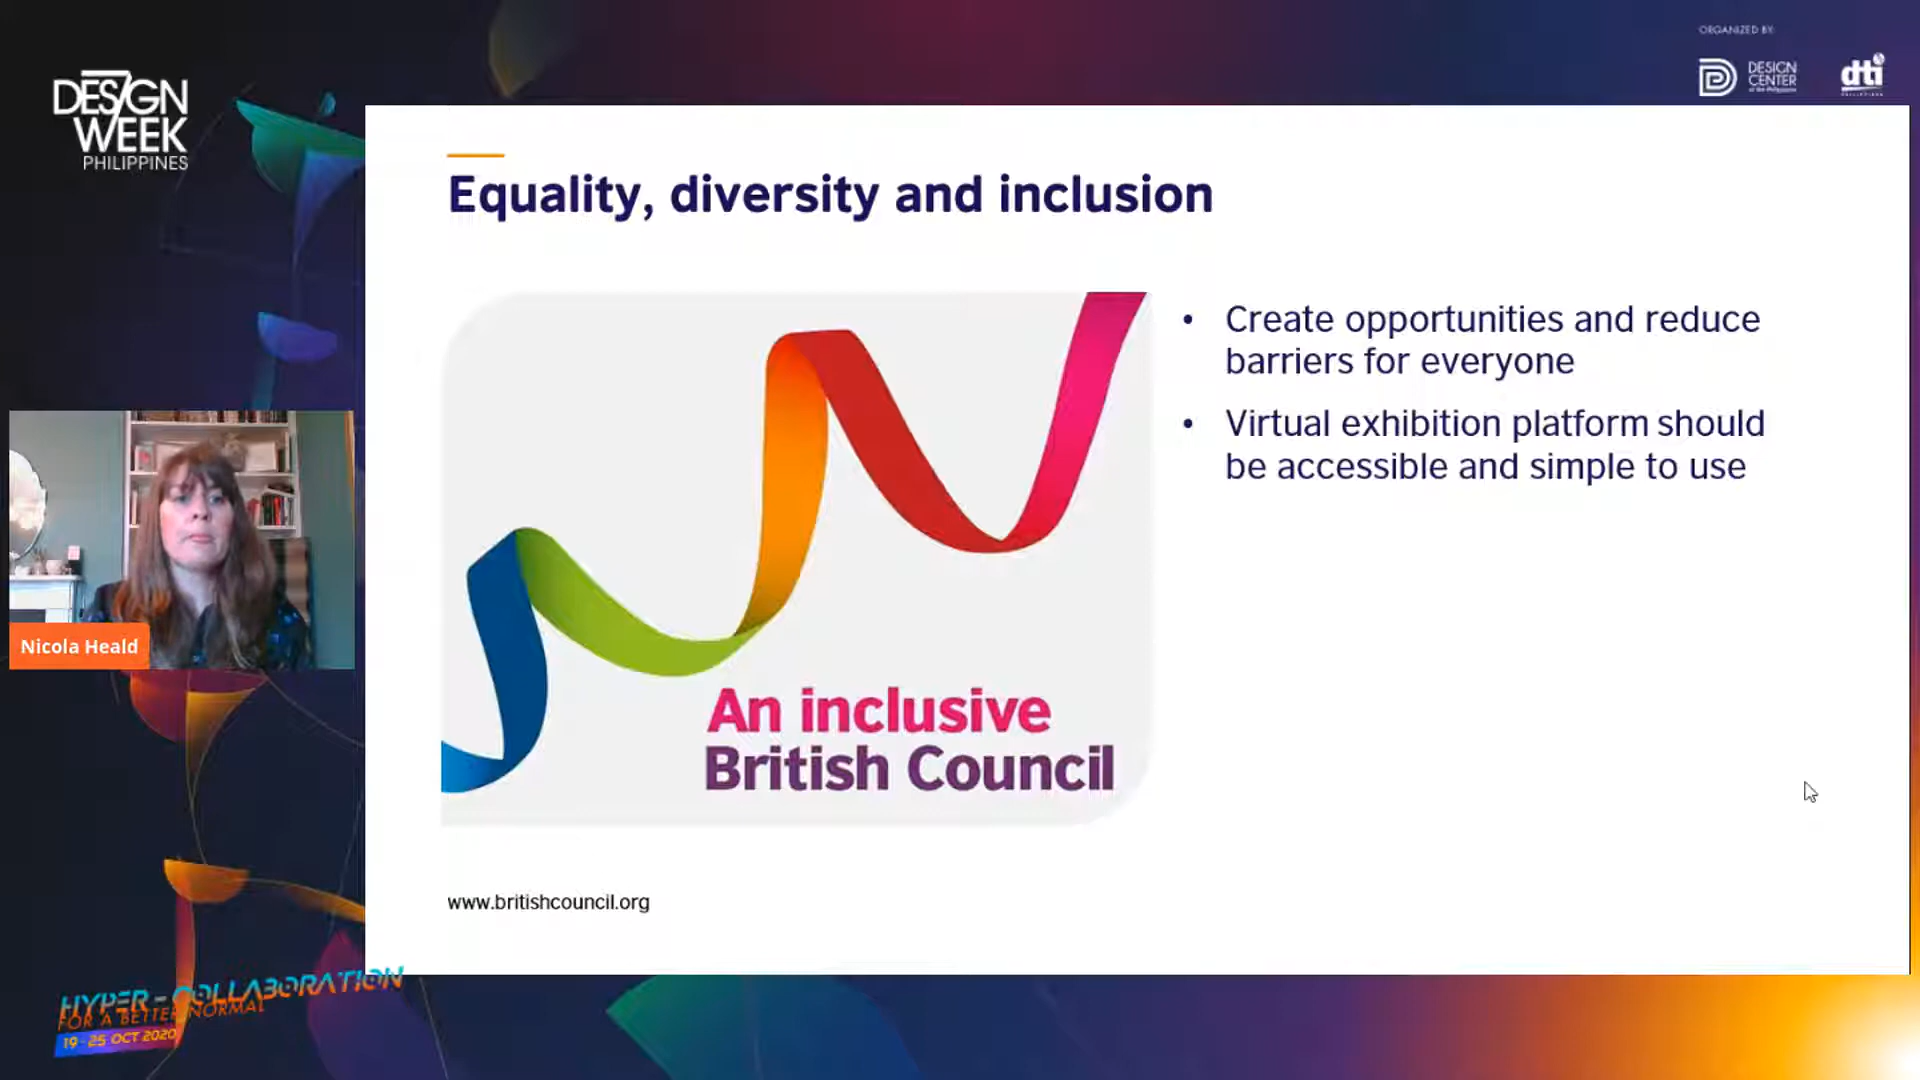 DESIGN
WEEK
PHILIPPINES
ORGANIZED BY:
DESIGN
CENTER
of the Philippines
dti
PHILIPPINES
Equality, diversity and inclusion
• Create opportunities and reduce
barriers for everyone
• Virtual exhibition platform should
be accessible and simple to use
An inclusive
British Council
www.britishcouncil.org
Nicola Heald
HYPER-COLLABORATION
FOR A BETTER NORMAL
19-25 OCT 2020